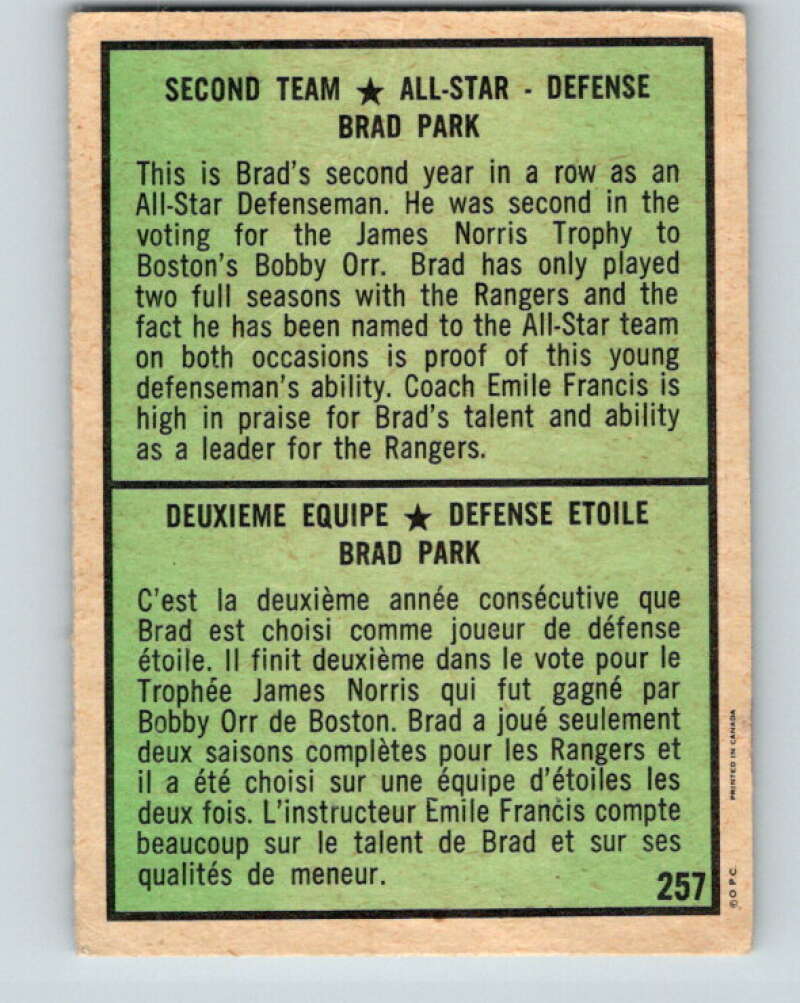 SECOND TEAM ★ ALL-STAR - DEFENSE
BRAD PARK
This is Brad's second year in a row as an
All-Star Defenseman. He was second in the
voting for the James Norris Trophy to
Boston's Bobby Orr. Brad has only played
two full seasons with the Rangers and the
fact he has been named to the All-Star team
on both occasions is proof of this young
defenseman's ability. Coach Emile Francis is
high in praise for Brad's talent and ability
as a leader for the Rangers.
DEUXIEME EQUIPE ★ DEFENSE ETOILE
BRAD PARK
C'est la deuxième année consécutive que
Brad est choisi comme joueur de défense
étoile. Il finit deuxième dans le vote pour le
Trophée James Norris qui fut gagné par
Bobby Orr de Boston. Brad a joué seulement
deux saisons complètes pour les Rangers et
il a été choisi sur une équipe d'étoiles les
deux fois. L'instructeur Emile Francis compte
beaucoup sur le talent de Brad et sur ses
qualités de meneur.
257
© O.P.C.
PRINTED IN CANADA